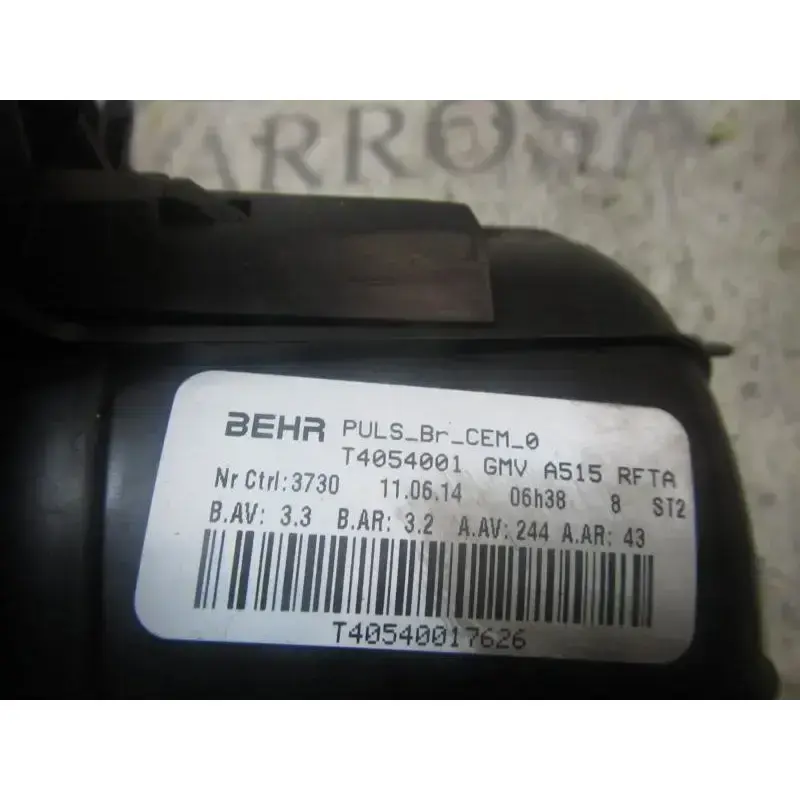 BEHR PULS_Br_CEM_0
T4054001 GMV A515 RFTA
Nr Ctrl:3730 11.06.14 06h38 8 ST2
B.AV: 3.3 B.AR: 3.2 A.AV: 244 A.AR: 43
T40540017626